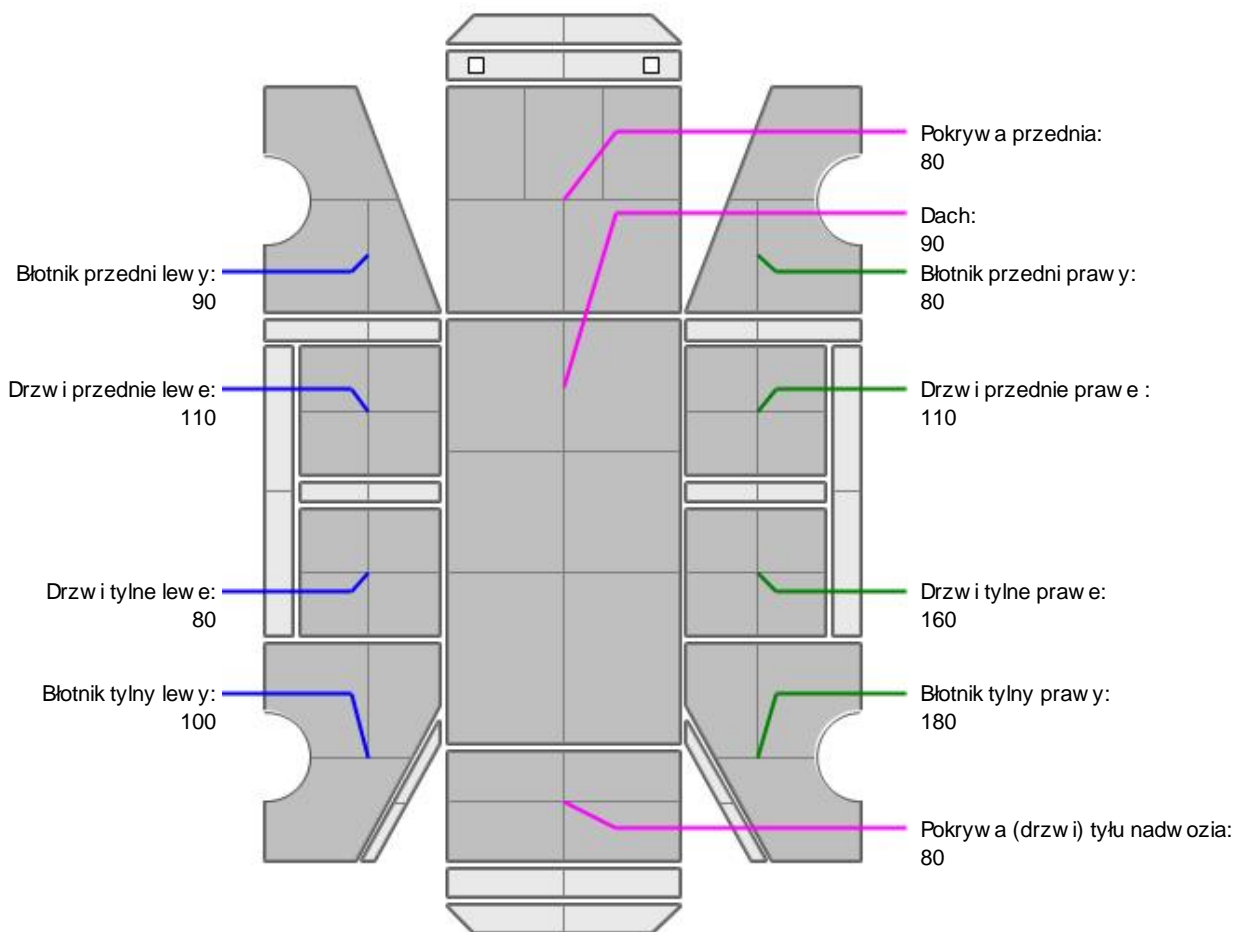 Pokrywa przednia:
80
Dach:
90
Błotnik przedni lewy:
90
Błotnik przedni prawy:
80
Drzwi przednie lewe:
110
Drzwi przednie prawe :
110
Drzwi tylne lewe:
80
Drzwi tylne prawe:
160
Błotnik tylny lewy:
100
Błotnik tylny prawy:
180
Pokrywa (drzwi) tyłu nadwozia:
80